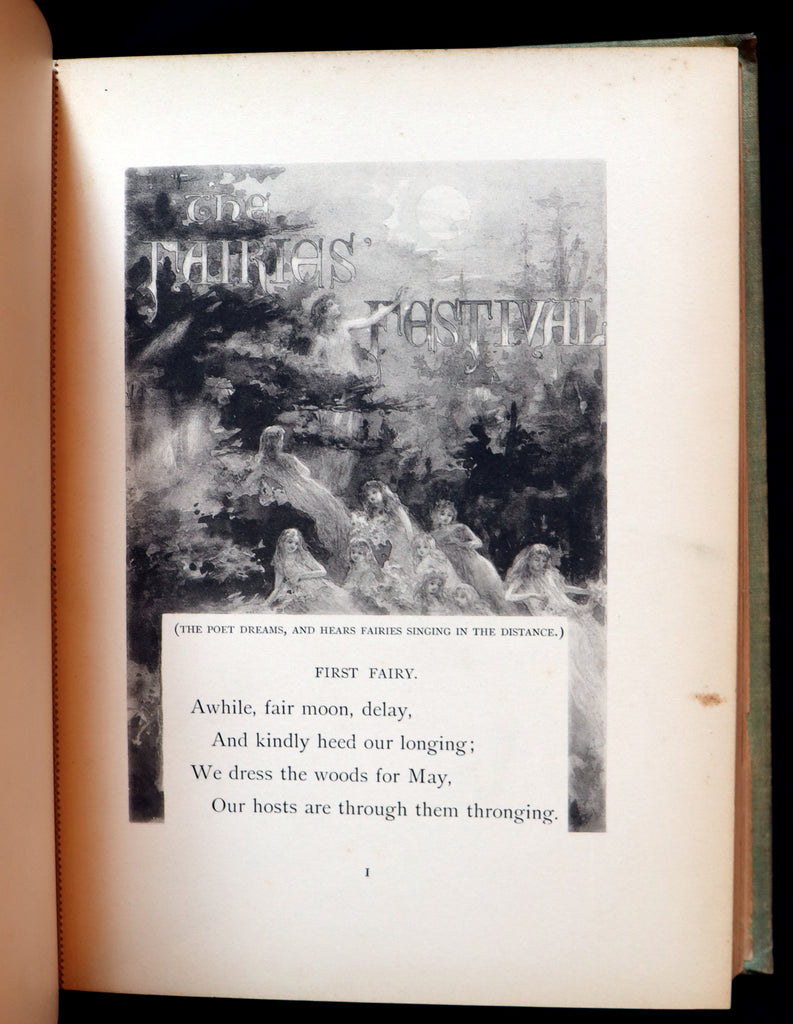 THE
FAIRIES'
FESTIVAL
(THE POET DREAMS, AND HEARS FAIRIES SINGING IN THE DISTANCE.)
FIRST FAIRY.
Awhile, fair moon, delay,
And kindly heed our longing;
We dress the woods for May,
Our hosts are through them thronging.
I